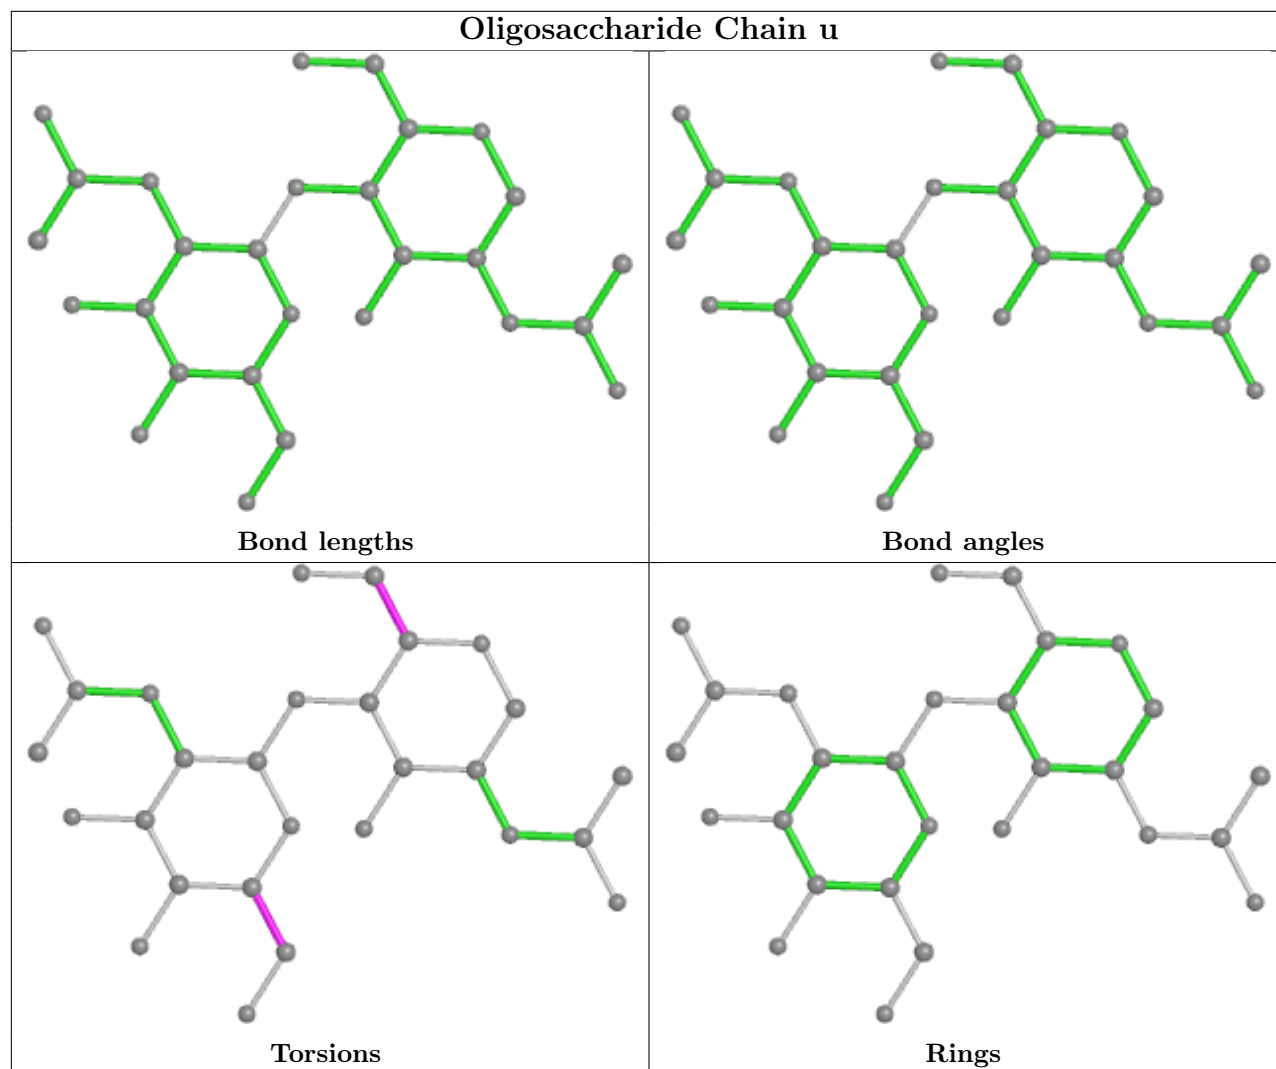 Oligosaccharide Chain u
Bond lengths
Bond angles
Torsions
Rings